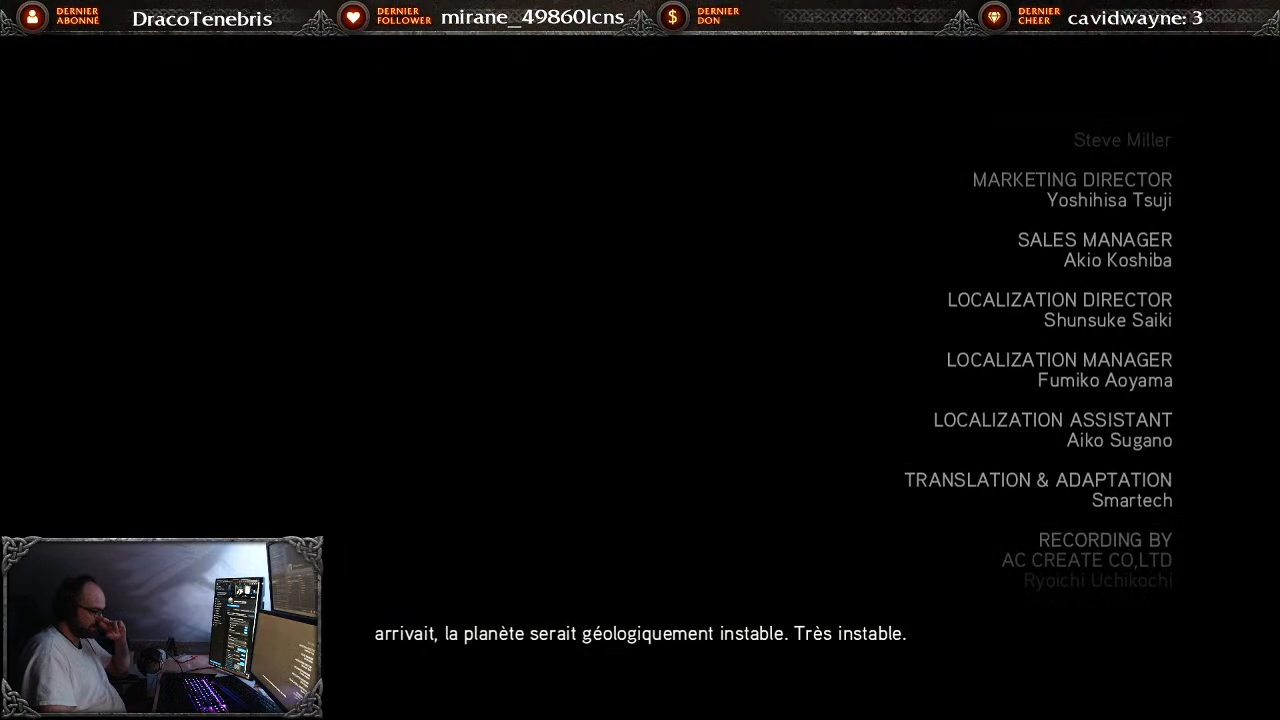 DERNIER
ABONNÉ
DracoTenebris
DERNIER
FOLLOWER
mirane_49860lcns
DERNIER
DON
DERNIER
CHEER
cavidwayne: 3
Steve Miller
MARKETING DIRECTOR
Yoshihisa Tsuji
SALES MANAGER
Akio Koshiba
LOCALIZATION DIRECTOR
Shunsuke Saiki
LOCALIZATION MANAGER
Fumiko Aoyama
LOCALIZATION ASSISTANT
Aiko Sugano
TRANSLATION & ADAPTATION
Smartech
RECORDING BY
AC CREATE CO,LTD
Ryoichi Uchikochi
arrivait, la planète serait géologiquement instable. Très instable.